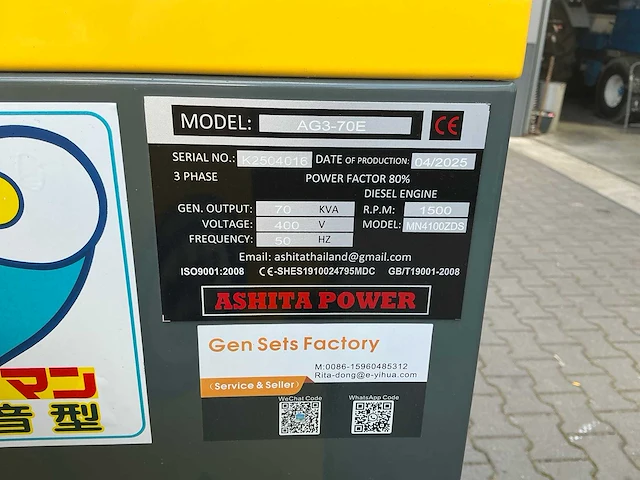 MODEL: AG3-70E CE
SERIAL NO.: K2504016 DATE OF PRODUCTION: 04/2025
3 PHASE POWER FACTOR 80%
DIESEL ENGINE
GEN. OUTPUT: 70 KVA R.P.M: 1500
VOLTAGE: 400 V MODEL: MN4100ZDS
FREQUENCY: 50 HZ
Email: ashitathailand@gmail.com
ISO9001:2008 CE-SHES1910024795MDC GB/T19001-2008
ASHITA POWER
Gen Sets Factory
M:0086-15960485312
Rita-dong@e-yihua.com
(Service & Seller)
WeChat Code WhatsApp Code
マン
音型